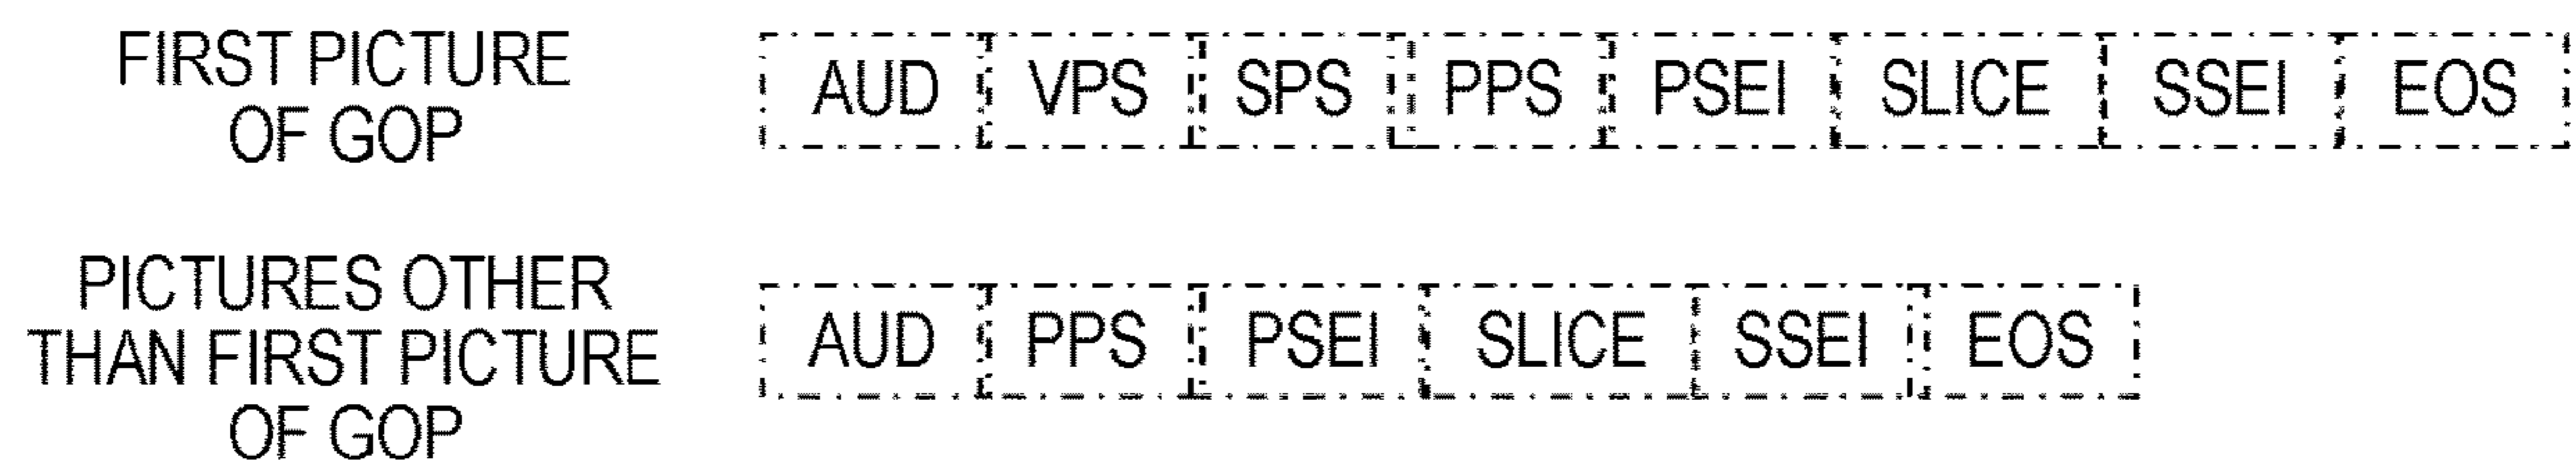 FIRST PICTURE
OF GOP
AUD VPS SPS PPS PSEI SLICE SSEI EOS
PICTURES OTHER
THAN FIRST PICTURE
OF GOP
AUD PPS PSEI SLICE SSEI EOS